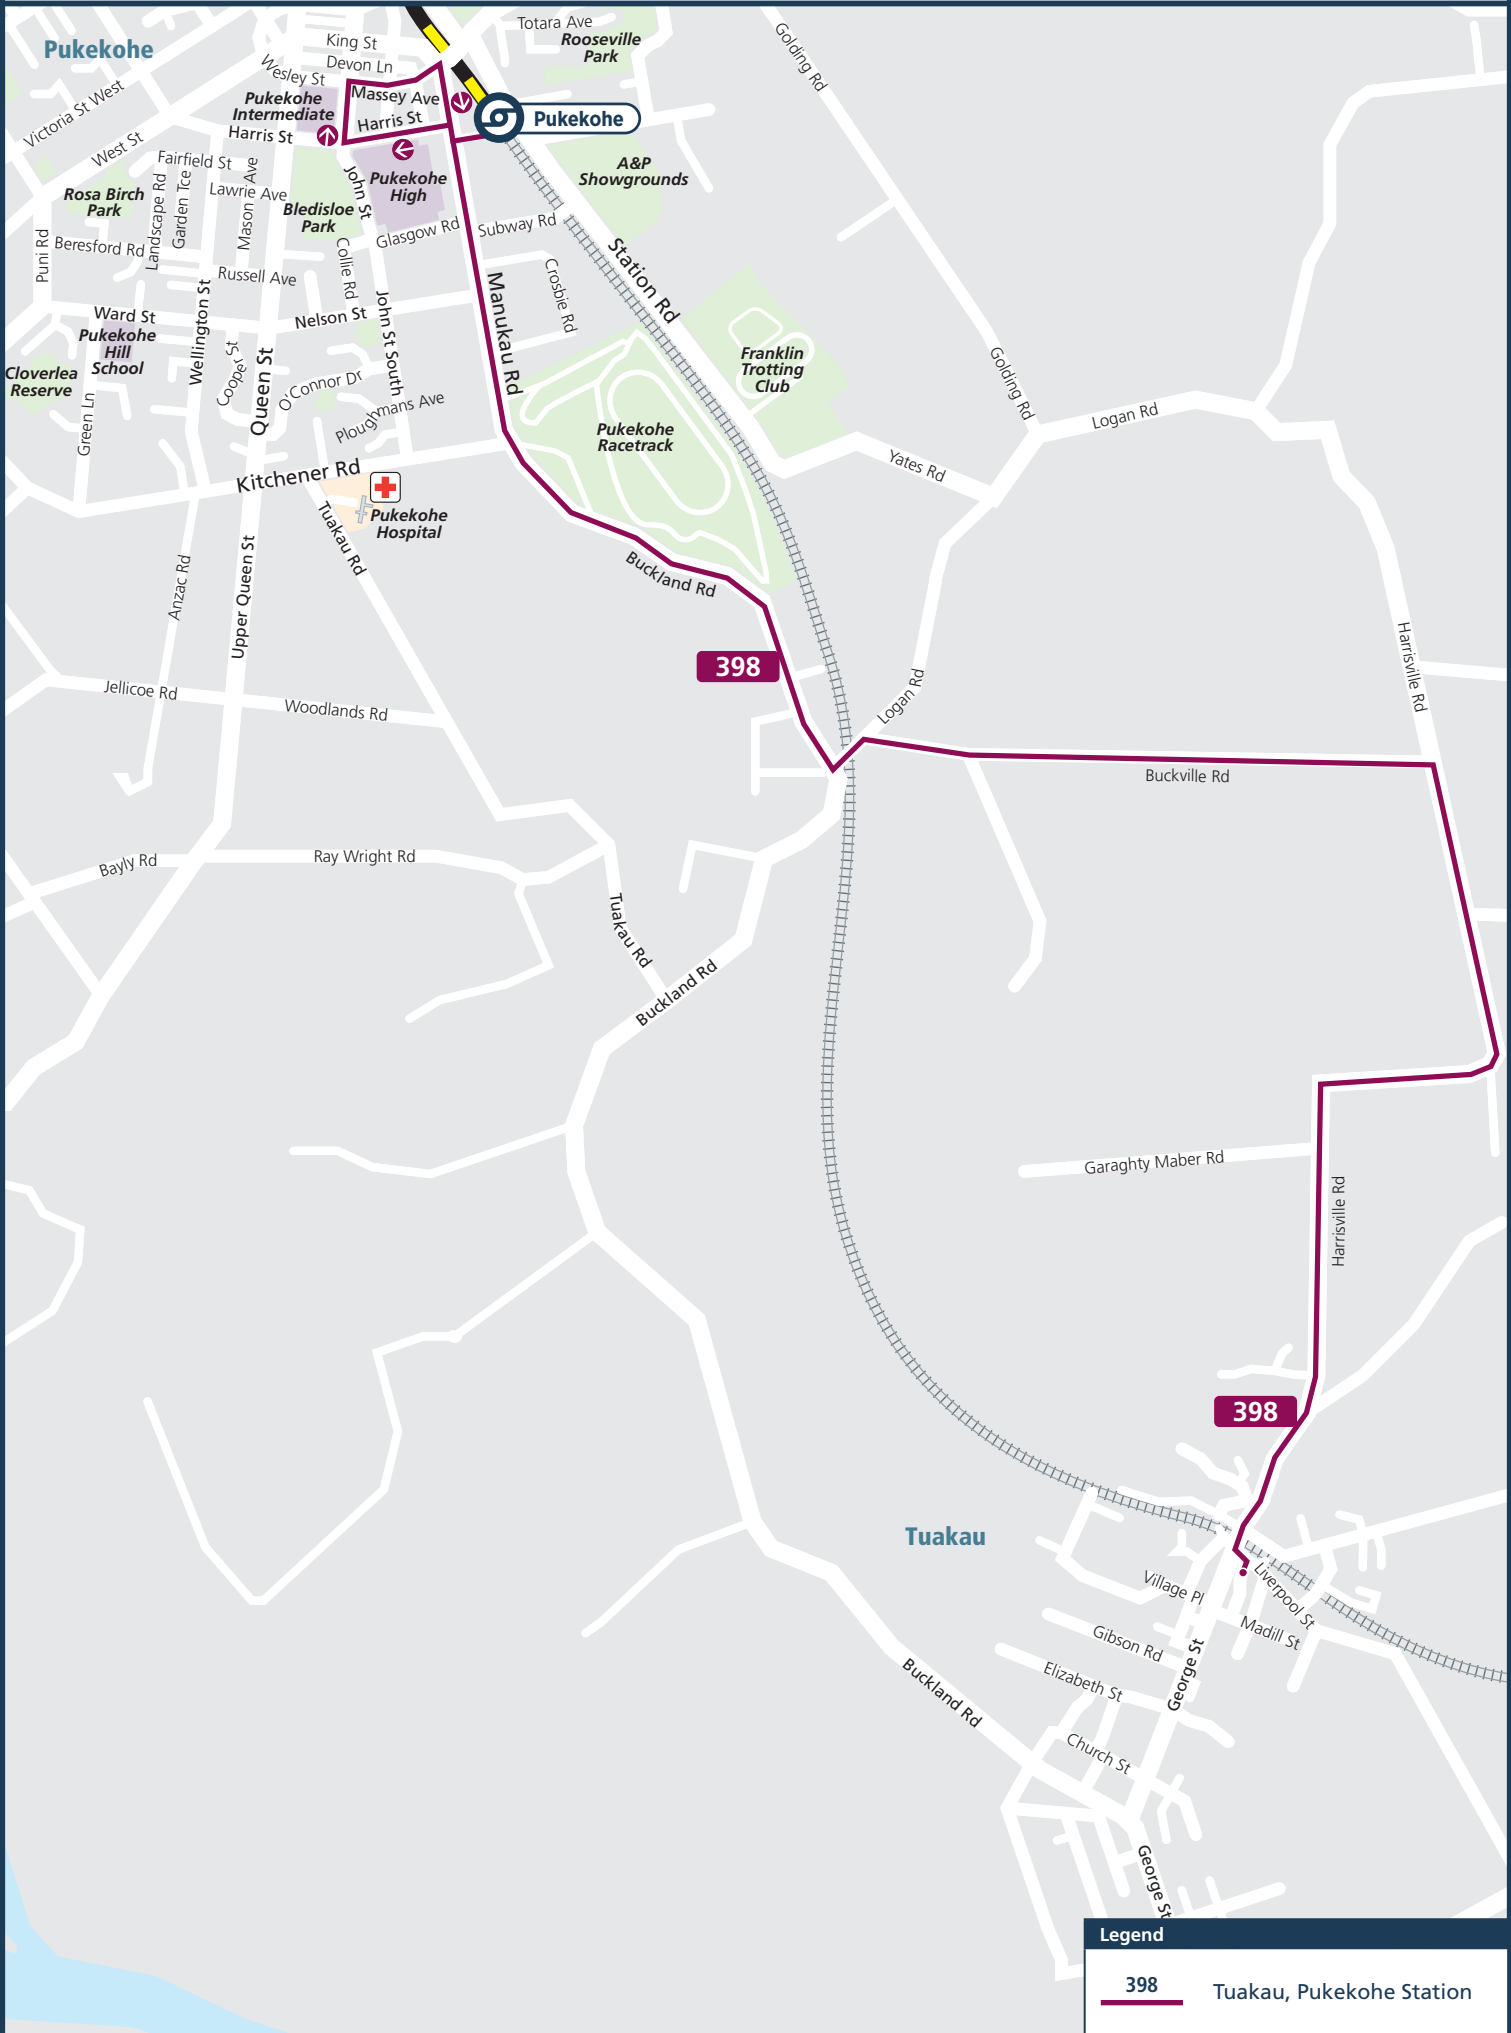 Pukekohe
King St
Devon Ln
Wesley St
Totara Ave
Rooseville
Park
Golding Rd
Victoria St West
Pukekohe
Intermediate
Massey Ave
Harris St
Harris St
Pukekohe
West St
Fairfield St
Lawrie Ave
Mason Ave
Landscape Rd
Garden Tce
Rosa Birch
Park
Bledisloe
Park
John St
Pukekohe
High
A&P
Showgrounds
Puni Rd
Beresford Rd
Russell Ave
Collie Rd
Glasgow Rd
Subway Rd
Station Rd
Crosbie Rd
Manukau Rd
Ward St
Wellington St
Nelson St
John St South
Pukekohe
Hill
School
Cloverlea
Reserve
Cooper St
Queen St
O'Connor Dr
Ploughmans Ave
Green Ln
Franklin
Trotting
Club
Golding Rd
Logan Rd
Pukekohe
Racetrack
Yates Rd
Kitchener Rd
Pukekohe
Hospital
Tuakau Rd
Anzac Rd
Upper Queen St
Buckland Rd
398
Harrisville Rd
Jellicoe Rd
Woodlands Rd
Logan Rd
Buckville Rd
Bayly Rd
Ray Wright Rd
Tuakau Rd
Buckland Rd
Garaghty Maber Rd
Harrisville Rd
398
Tuakau
Village Pl
Liverpool St
Madill St
Gibson Rd
Elizabeth St
George St
Buckland Rd
Church St
George St
Legend
398
Tuakau, Pukekohe Station